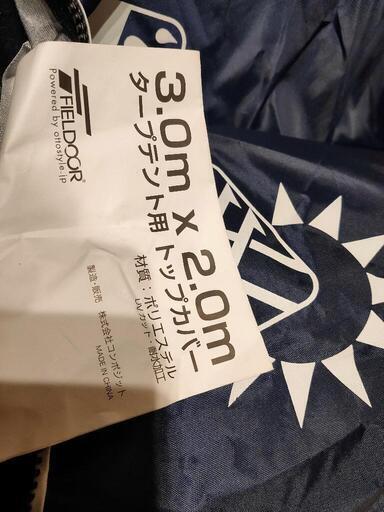 FIELDOOR
Powered by ottostyle.jp
3.0m x 2.0m
タープテント用 トップカバー
材質：ポリエステル
UVカット・耐水加工
製造・販売 株式会社コンポジット
MADE IN CHINA